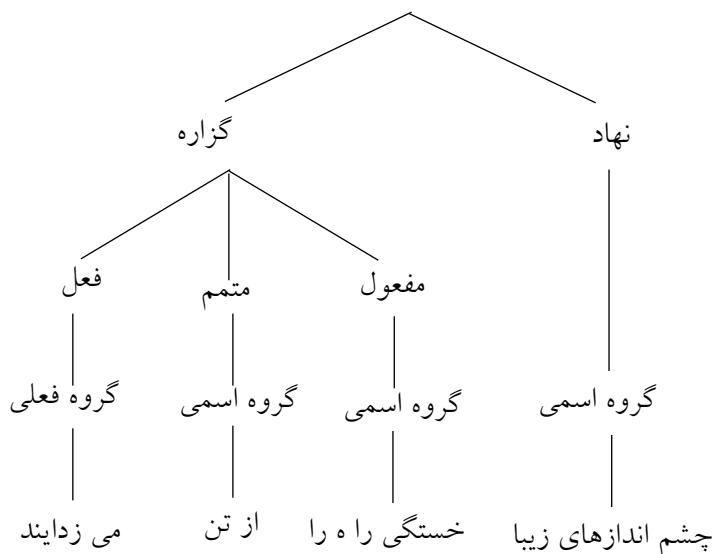 نهاد
گزاره
مفعول
متمم
فعل
گروه اسمی
گروه اسمی
گروه اسمی
گروه فعلی
چشم اندازهای زیبا
خستگی را ه را
از تن
می زدایند